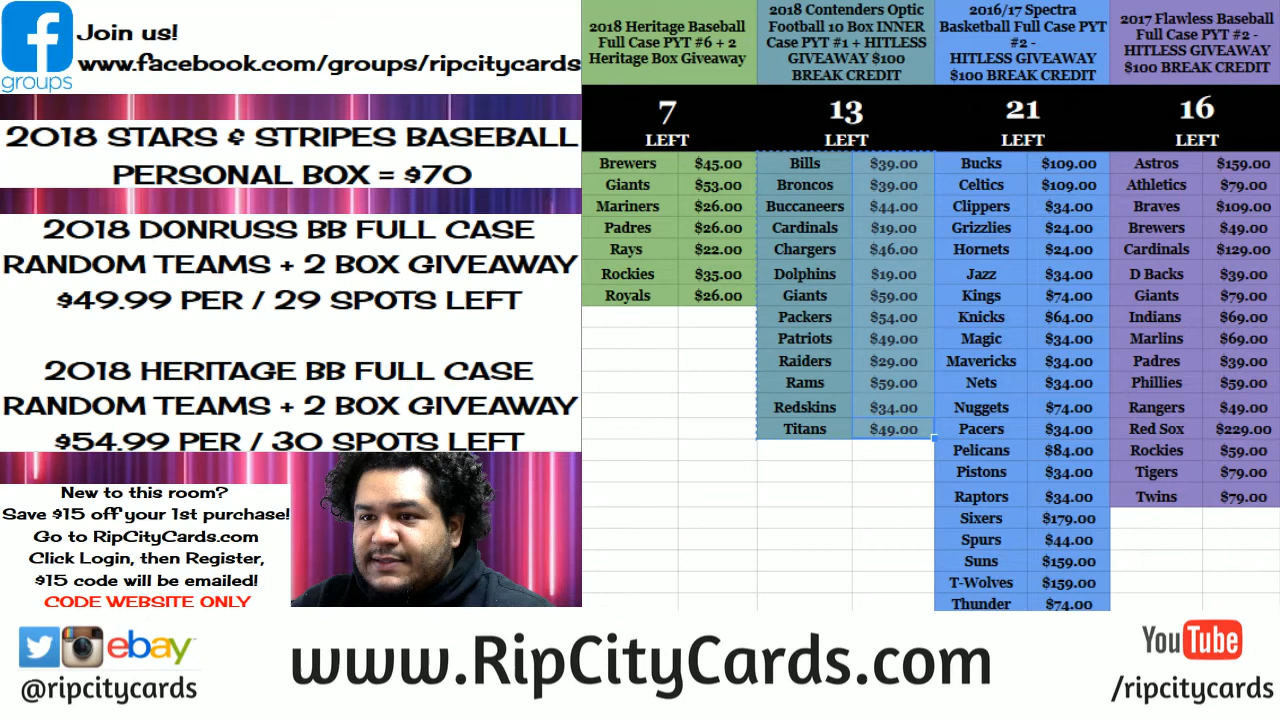 Join us!
www.facebook.com/groups/ripcitycards
groups
2018 STARS & STRIPES BASEBALL
PERSONAL BOX = $70
2018 DONRUSS BB FULL CASE
RANDOM TEAMS + 2 BOX GIVEAWAY
$49.99 PER / 29 SPOTS LEFT
2018 HERITAGE BB FULL CASE
RANDOM TEAMS + 2 BOX GIVEAWAY
$54.99 PER / 30 SPOTS LEFT
New to this room?
Save $15 off your 1st purchase!
Go to RipCityCards.com
Click Login, then Register,
$15 code will be emailed!
CODE WEBSITE ONLY
2018 Heritage Baseball
Full Case PYT #6 + 2
Heritage Box Giveaway
7
LEFT
Brewers $45.00
Giants $53.00
Mariners $26.00
Padres $26.00
Rays $22.00
Rockies $35.00
Royals $26.00
2018 Contenders Optic
Football 10 Box INNER
Case PYT #1 + HITLESS
GIVEAWAY $100
BREAK CREDIT
13
LEFT
Bills $39.00
Broncos $39.00
Buccaneers $44.00
Cardinals $19.00
Chargers $46.00
Dolphins $19.00
Giants $59.00
Packers $54.00
Patriots $49.00
Raiders $29.00
Rams $59.00
Redskins $34.00
Titans $49.00
2016/17 Spectra
Basketball Full Case PYT
#2 -
HITLESS GIVEAWAY
$100 BREAK CREDIT
21
LEFT
Bucks $109.00
Celtics $109.00
Clippers $34.00
Grizzlies $24.00
Hornets $24.00
Jazz $34.00
Kings $74.00
Knicks $64.00
Magic $34.00
Mavericks $34.00
Nets $34.00
Nuggets $74.00
Pacers $34.00
Pelicans $84.00
Pistons $34.00
Raptors $34.00
Sixers $179.00
Spurs $44.00
Suns $159.00
T-Wolves $159.00
Thunder $74.00
2017 Flawless Baseball
Full Case PYT #2 -
HITLESS GIVEAWAY
$100 BREAK CREDIT
16
LEFT
Astros $159.00
Athletics $79.00
Braves $109.00
Brewers $49.00
Cardinals $129.00
D Backs $39.00
Giants $79.00
Indians $69.00
Marlins $69.00
Padres $39.00
Phillies $59.00
Rangers $49.00
Red Sox $229.00
Rockies $59.00
Tigers $79.00
Twins $79.00
ebay
@ripcitycards
www.RipCityCards.com
YouTube
/ripcitycards